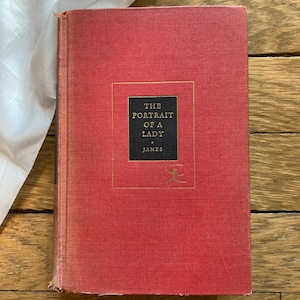 THE
PORTRAIT
OF A
LADY
JAMES